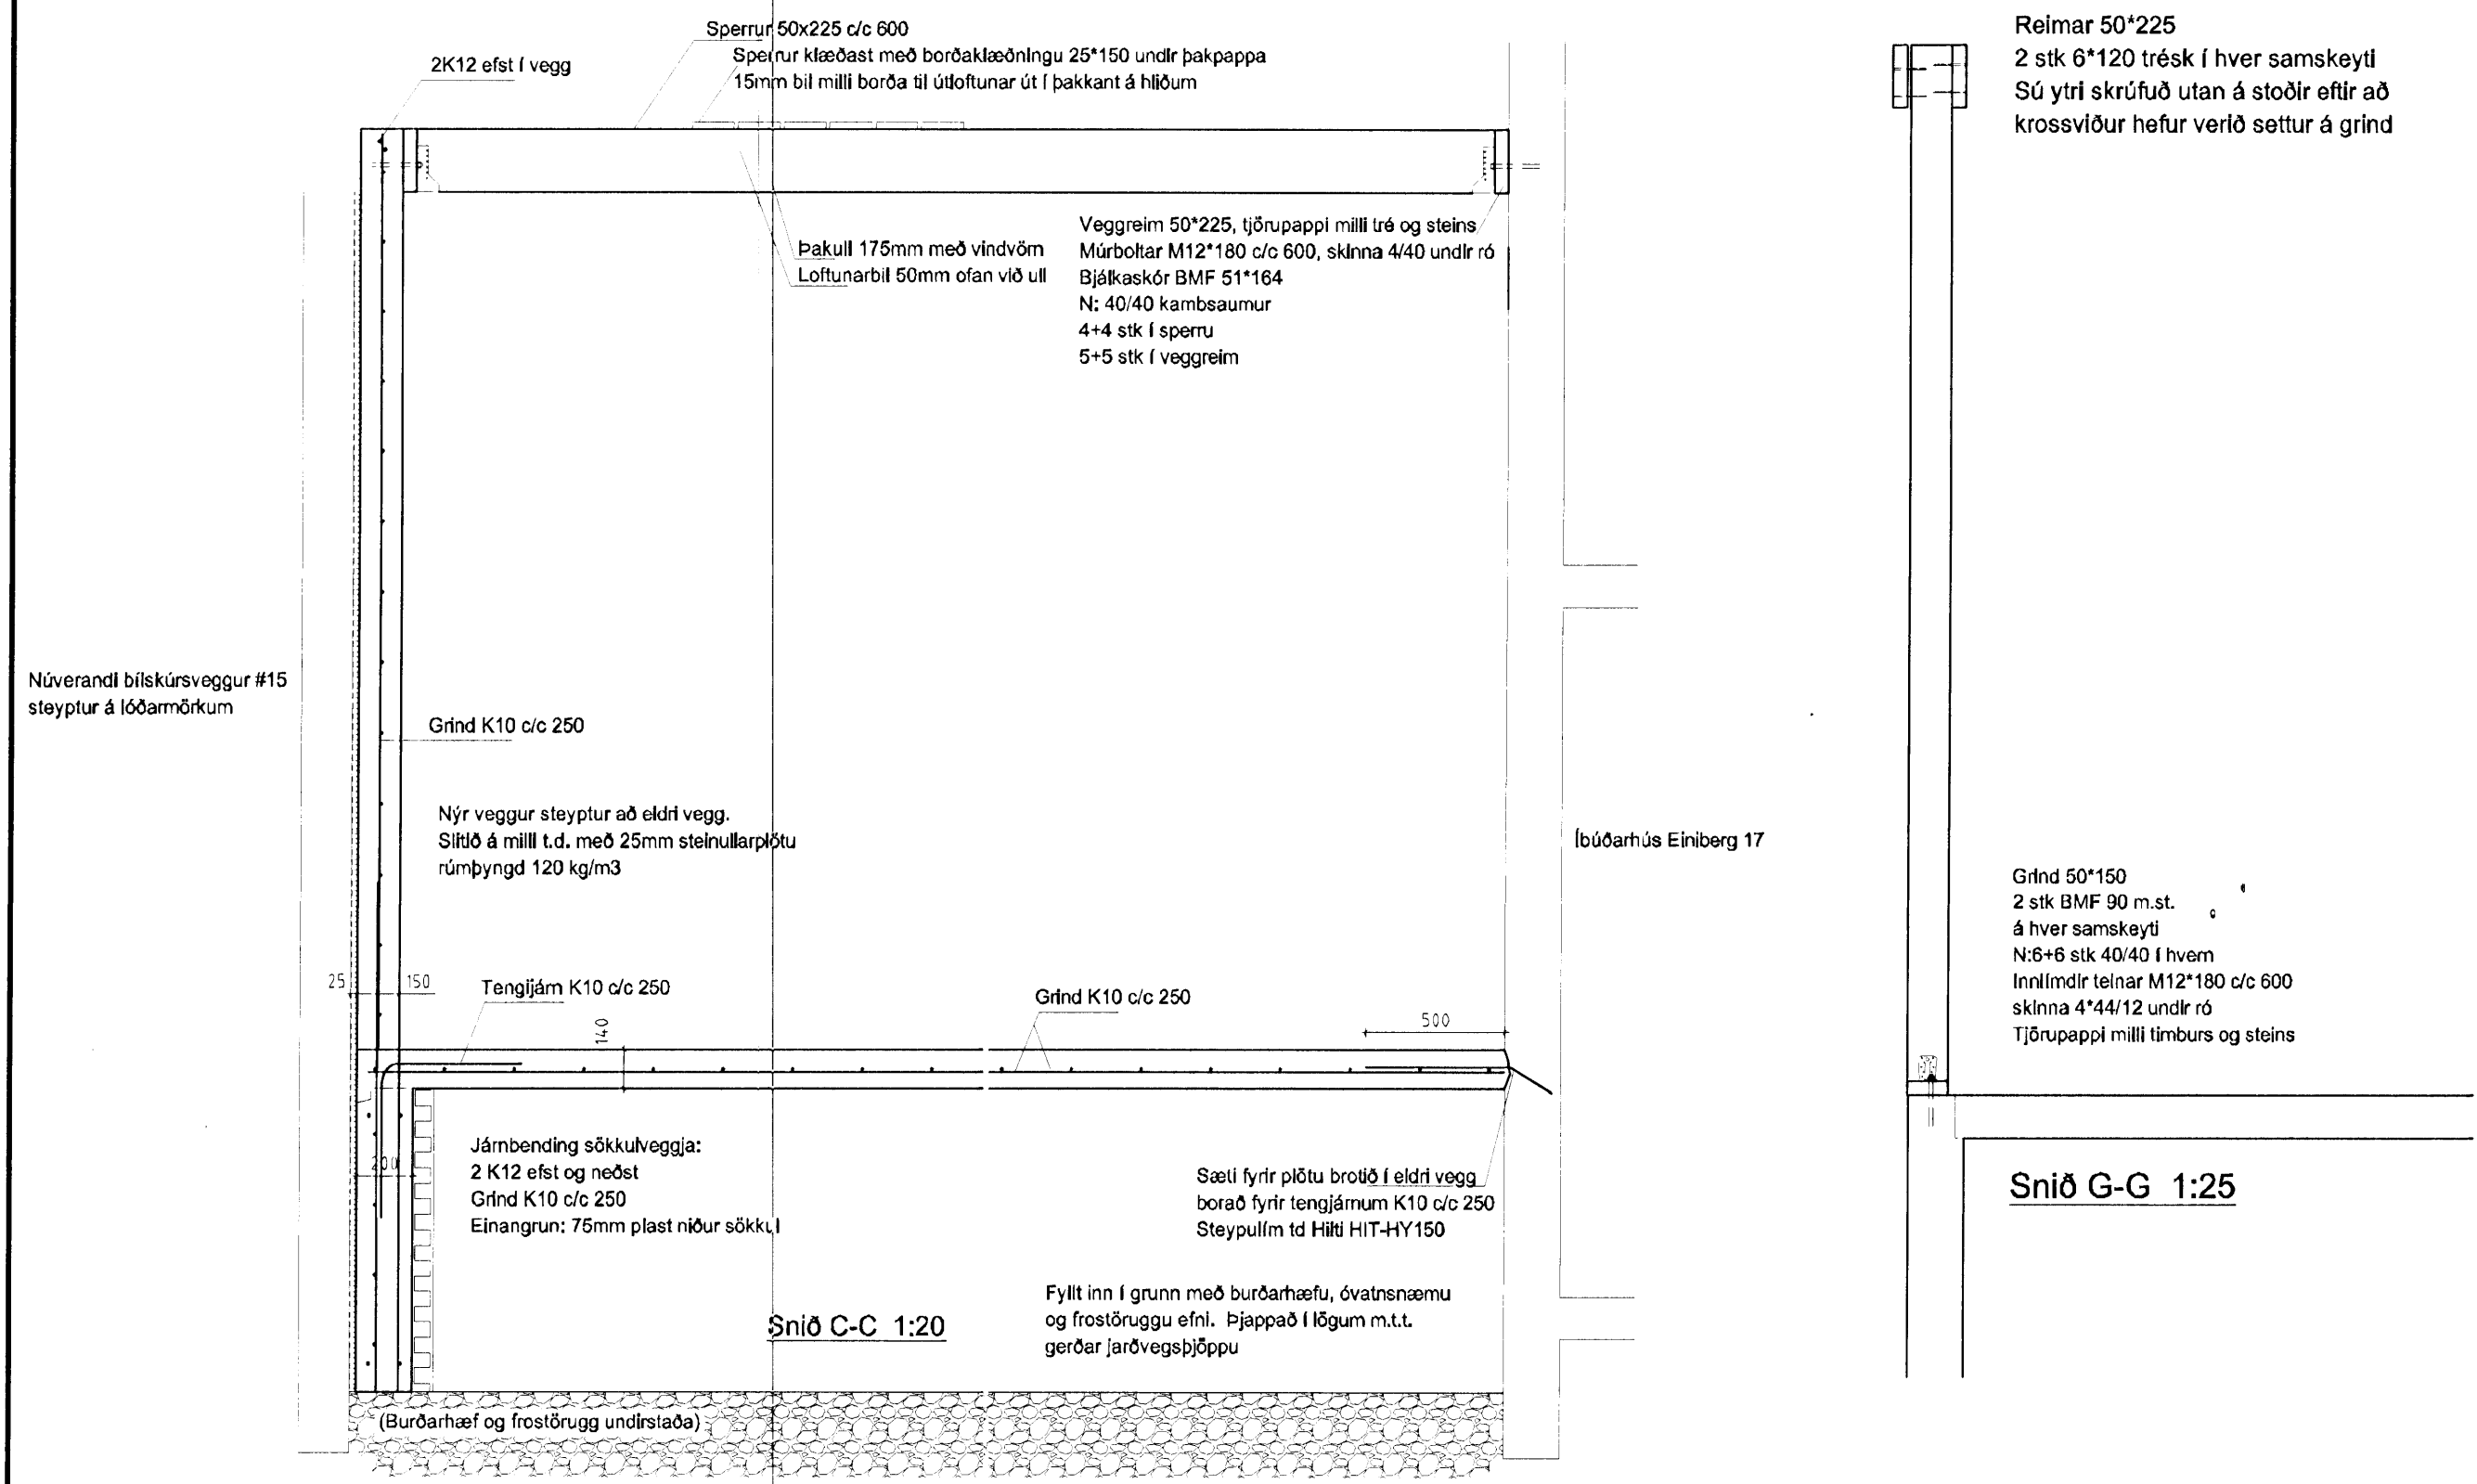 Sperrur 50x225 c/c 600
Sperrur klæðast með borðaklæðningu 25*150 undir þakpappa
15mm bil milli borða til útloftunar út í þakkant á hliðum
2K12 efst í vegg
Þakull 175mm með vindvörn
Loftunarbil 50mm ofan við ull
Veggreim 50*225, tjörupappi milli tré og steins
Múrboltar M12*180 c/c 600, skinna 4/40 undir ró
Bjálkaskór BMF 51*164
N: 40/40 kambsaumur
4+4 stk í sperru
5+5 stk í veggreim
Núverandi bílskúrsveggur #15
steyptur á lóðarmörkum
Grind K10 c/c 250
Nýr veggur steyptur að eldri vegg.
Slitið á milli t.d. með 25mm steinullarplötu
rúmþyngd 120 kg/m3
Íbúðarhús Einiberg 17
25
150
Tengijárn K10 c/c 250
140
Grind K10 c/c 250
500
200
Járnbending sökkulveggja:
2 K12 efst og neðst
Grind K10 c/c 250
Einangrun: 75mm plast niður sökkul
Sæti fyrir plötu brotið í eldri vegg
borað fyrir tengjárnum K10 c/c 250
Steypulím td Hilti HIT-HY150
Fyllt inn í grunn með burðarhæfu, óvatnsnæmu
og frostöruggu efni. Þjappað í lögum m.t.t.
gerðar jarðvegsþjöppu
Snið C-C 1:20
(Burðarhæf og frostörugg undirstaða)
Reimar 50*225
2 stk 6*120 trésk í hver samskeyti
Sú ytri skrúfuð utan á stoðir eftir að
krossviður hefur verið settur á grind
Grind 50*150
2 stk BMF 90 m.st.
á hver samskeyti
N:6+6 stk 40/40 í hvern
Innlímdir teinar M12*180 c/c 600
skinna 4*44/12 undir ró
Tjörupappi milli timburs og steins
Snið G-G 1:25